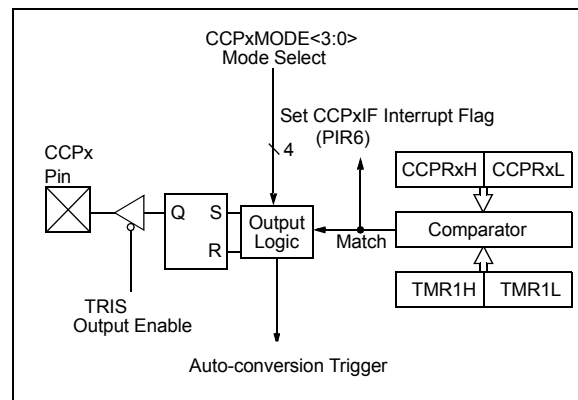 CCPxMODE<3:0>
Mode Select
Set CCPxIF Interrupt Flag
(PIR6)
4
CCPx
Pin
CCPRxH CCPRxL
Q S
R
Output
Logic
Match
Comparator
TMR1H TMR1L
TRIS
Output Enable
Auto-conversion Trigger